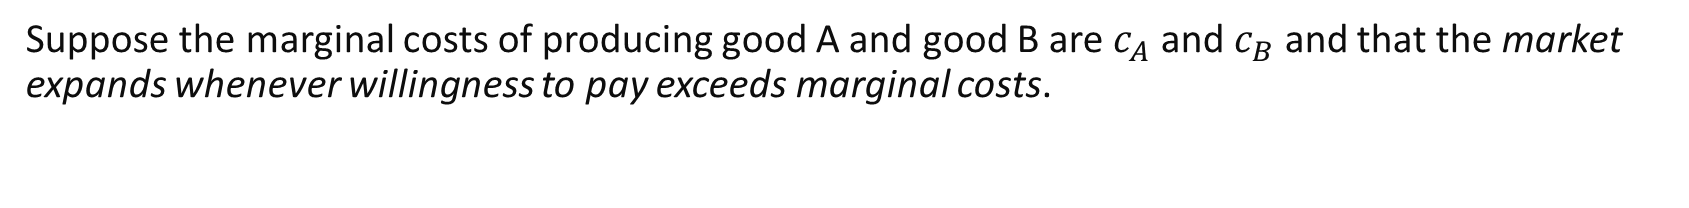 Suppose the marginal costs of producing good A and good B are c_A and c_B and that the market
expands whenever willingness to pay exceeds marginal costs.